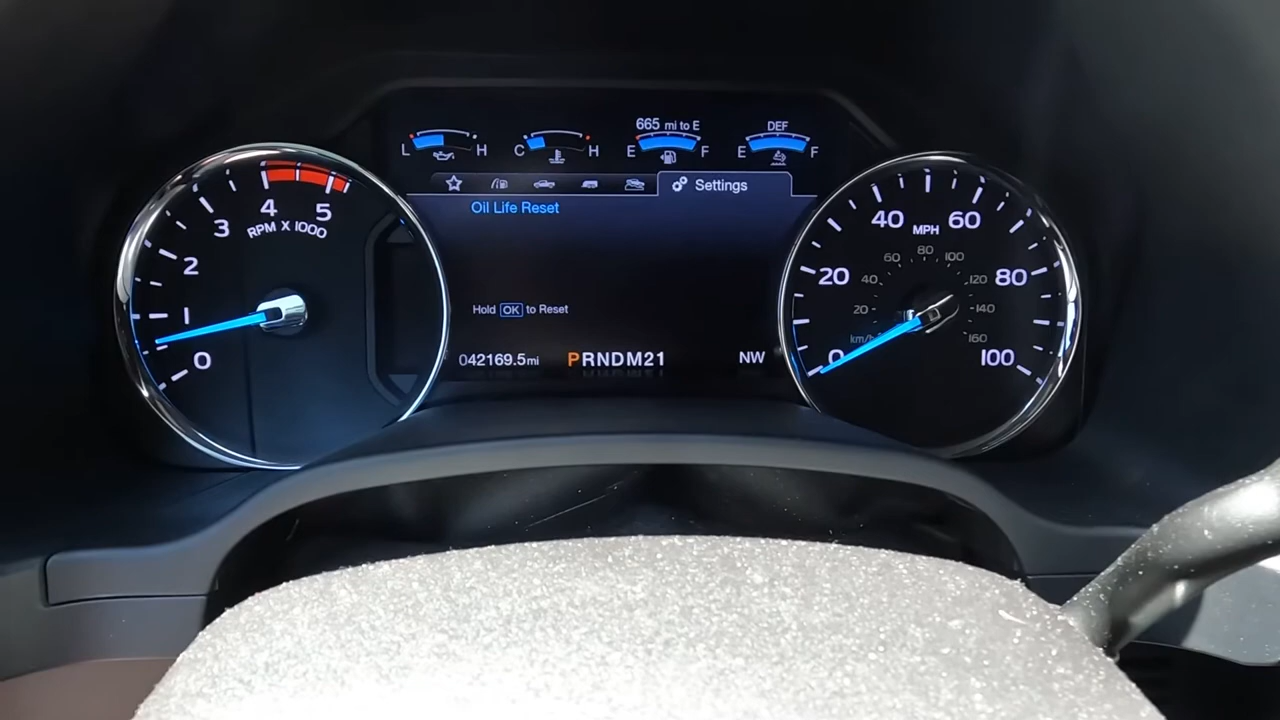 665 mi to E
DEF
L H
C H
E F
E F
Settings
Oil Life Reset
Hold OK to Reset
042169.5mi
PRNDM21
NW
0
1
2
3
4
5
RPM X 1000
0
20
40
60
80
100
MPH
20
40
60
80
100
120
140
160
km/h